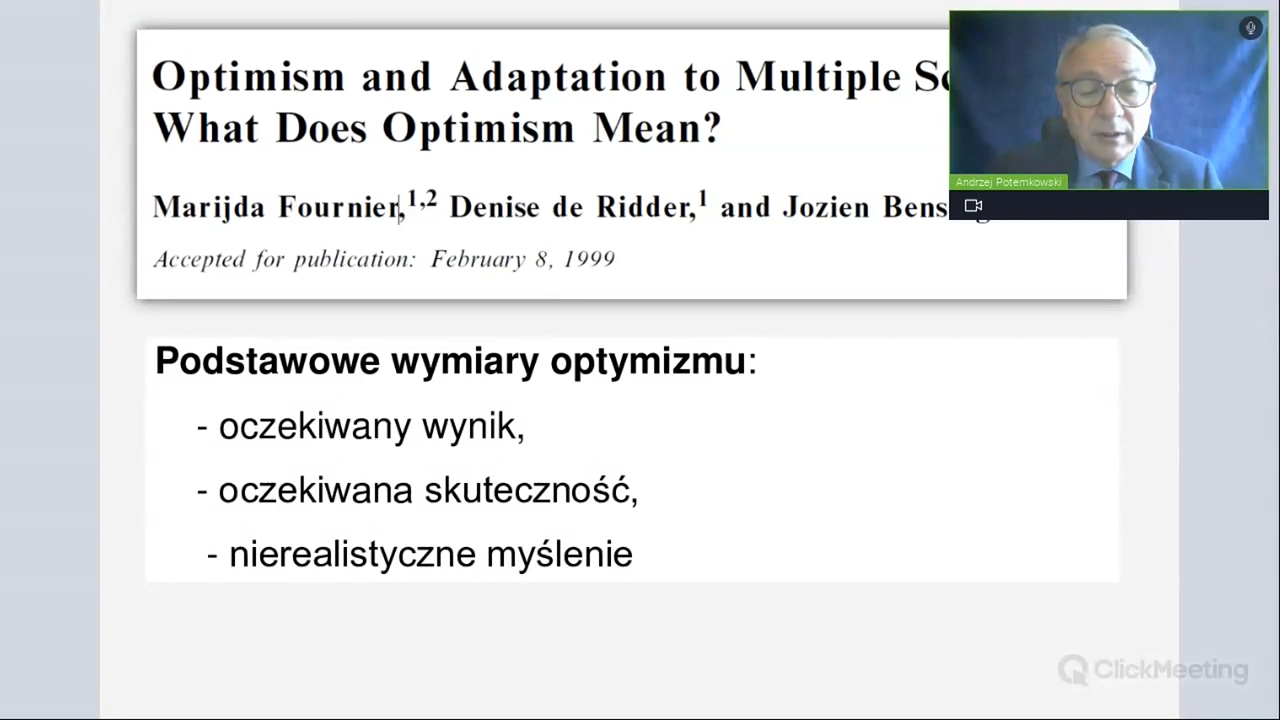 Optimism and Adaptation to Multiple
What Does Optimism Mean?
Marijda Fournier,1,2 Denise de Ridder,1 and Jozien
Accepted for publication: February 8, 1999
Andrzej Potemkowski
Podstawowe wymiary optymizmu:
- oczekiwany wynik,
- oczekiwana skuteczność,
- nierealistyczne myślenie
ClickMeeting